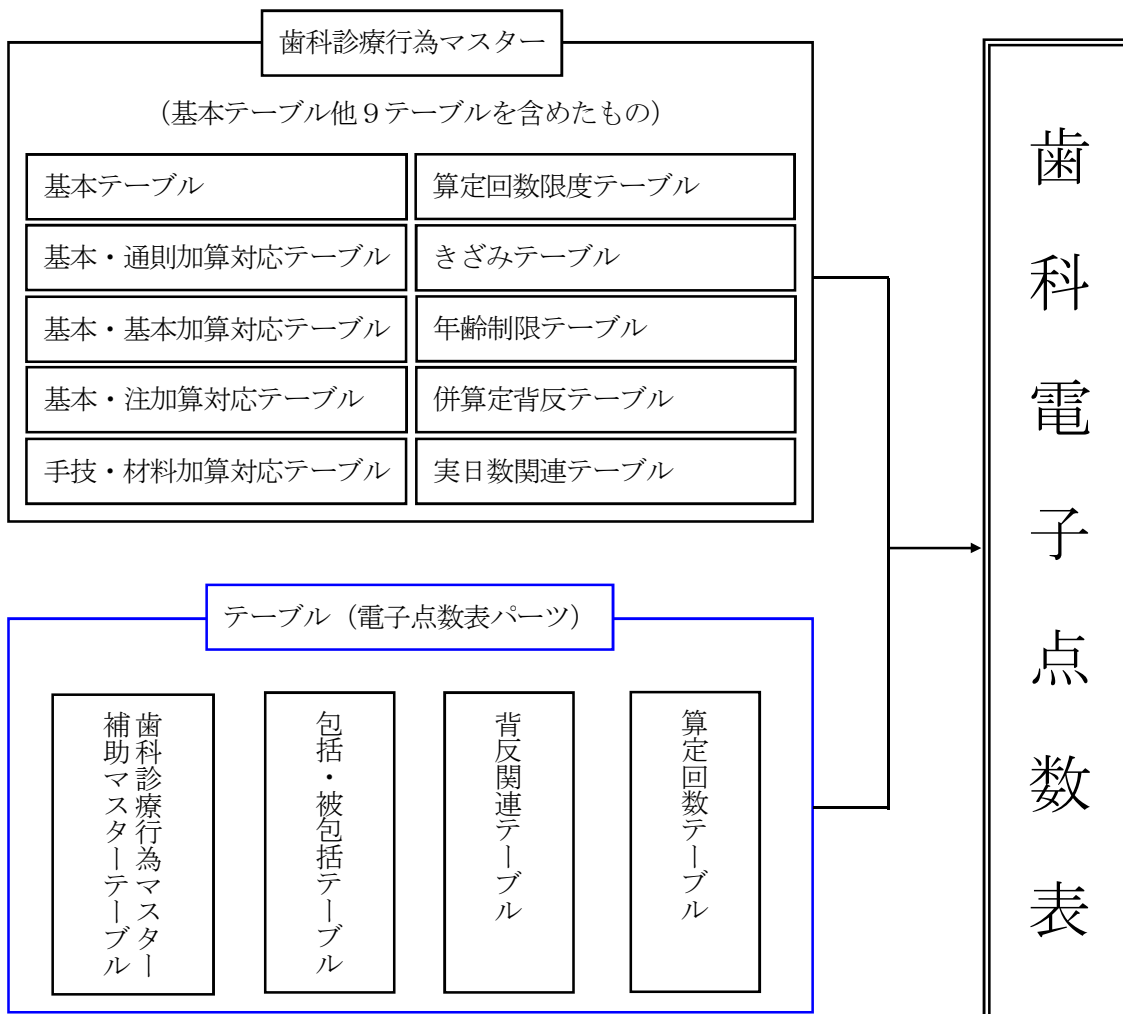 歯科診療行為マスター
（基本テーブル他９テーブルを含めたもの）
基本テーブル
算定回数限度テーブル
基本・通則加算対応テーブル
きざみテーブル
基本・基本加算対応テーブル
年齢制限テーブル
基本・注加算対応テーブル
併算定背反テーブル
手技・材料加算対応テーブル
実日数関連テーブル
テーブル（電子点数表パーツ）
歯科診療行為マスター
補助マスターテーブル
包括・被包括テーブル
背反関連テーブル
算定回数テーブル
歯科電子点数表